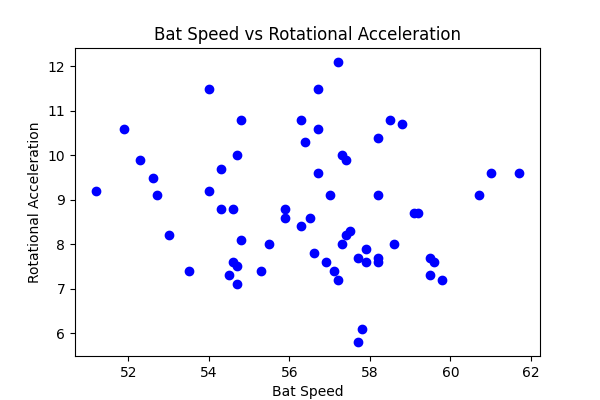 Bat Speed vs Rotational Acceleration
12
11
10
9
8
7
6
Rotational Acceleration
52 54 56 58 60 62
Bat Speed